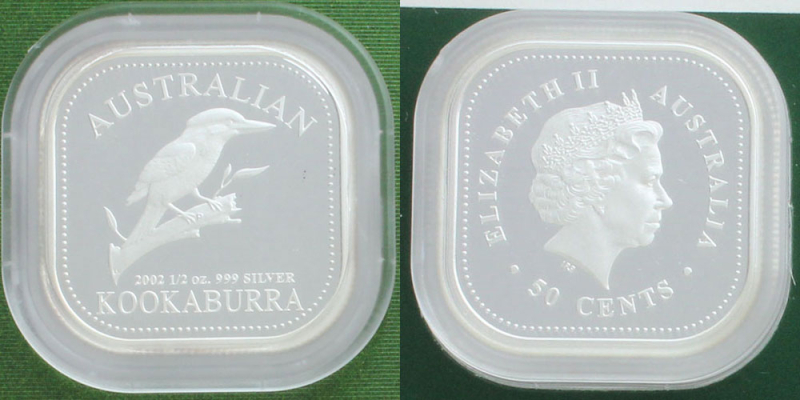 AUSTRALIAN
2002 1/2 oz. 999 SILVER
KOOKABURRA
ELIZABETH II AUSTRALIA
• 50 CENTS •